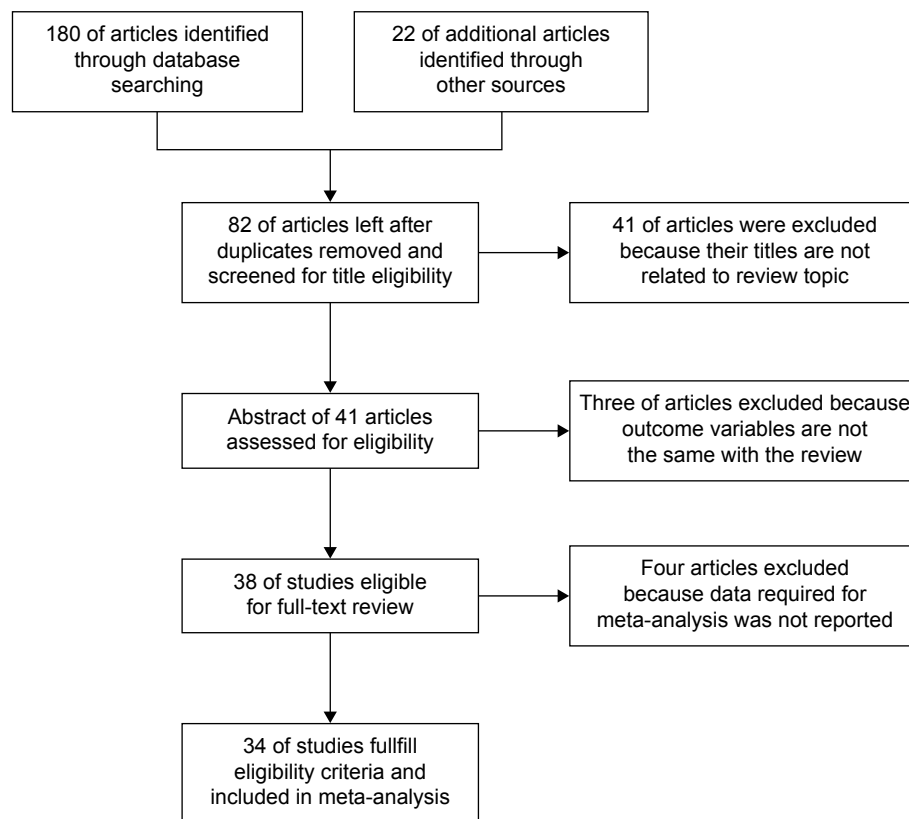 180 of articles identified
through database
searching
22 of additional articles
identified through
other sources
82 of articles left after
duplicates removed and
screened for title eligibility
41 of articles were excluded
because their titles are not
related to review topic
Abstract of 41 articles
assessed for eligibility
Three of articles excluded because
outcome variables are not
the same with the review
38 of studies eligible
for full-text review
Four articles excluded
because data required for
meta-analysis was not reported
34 of studies fullfill
eligibility criteria and
included in meta-analysis